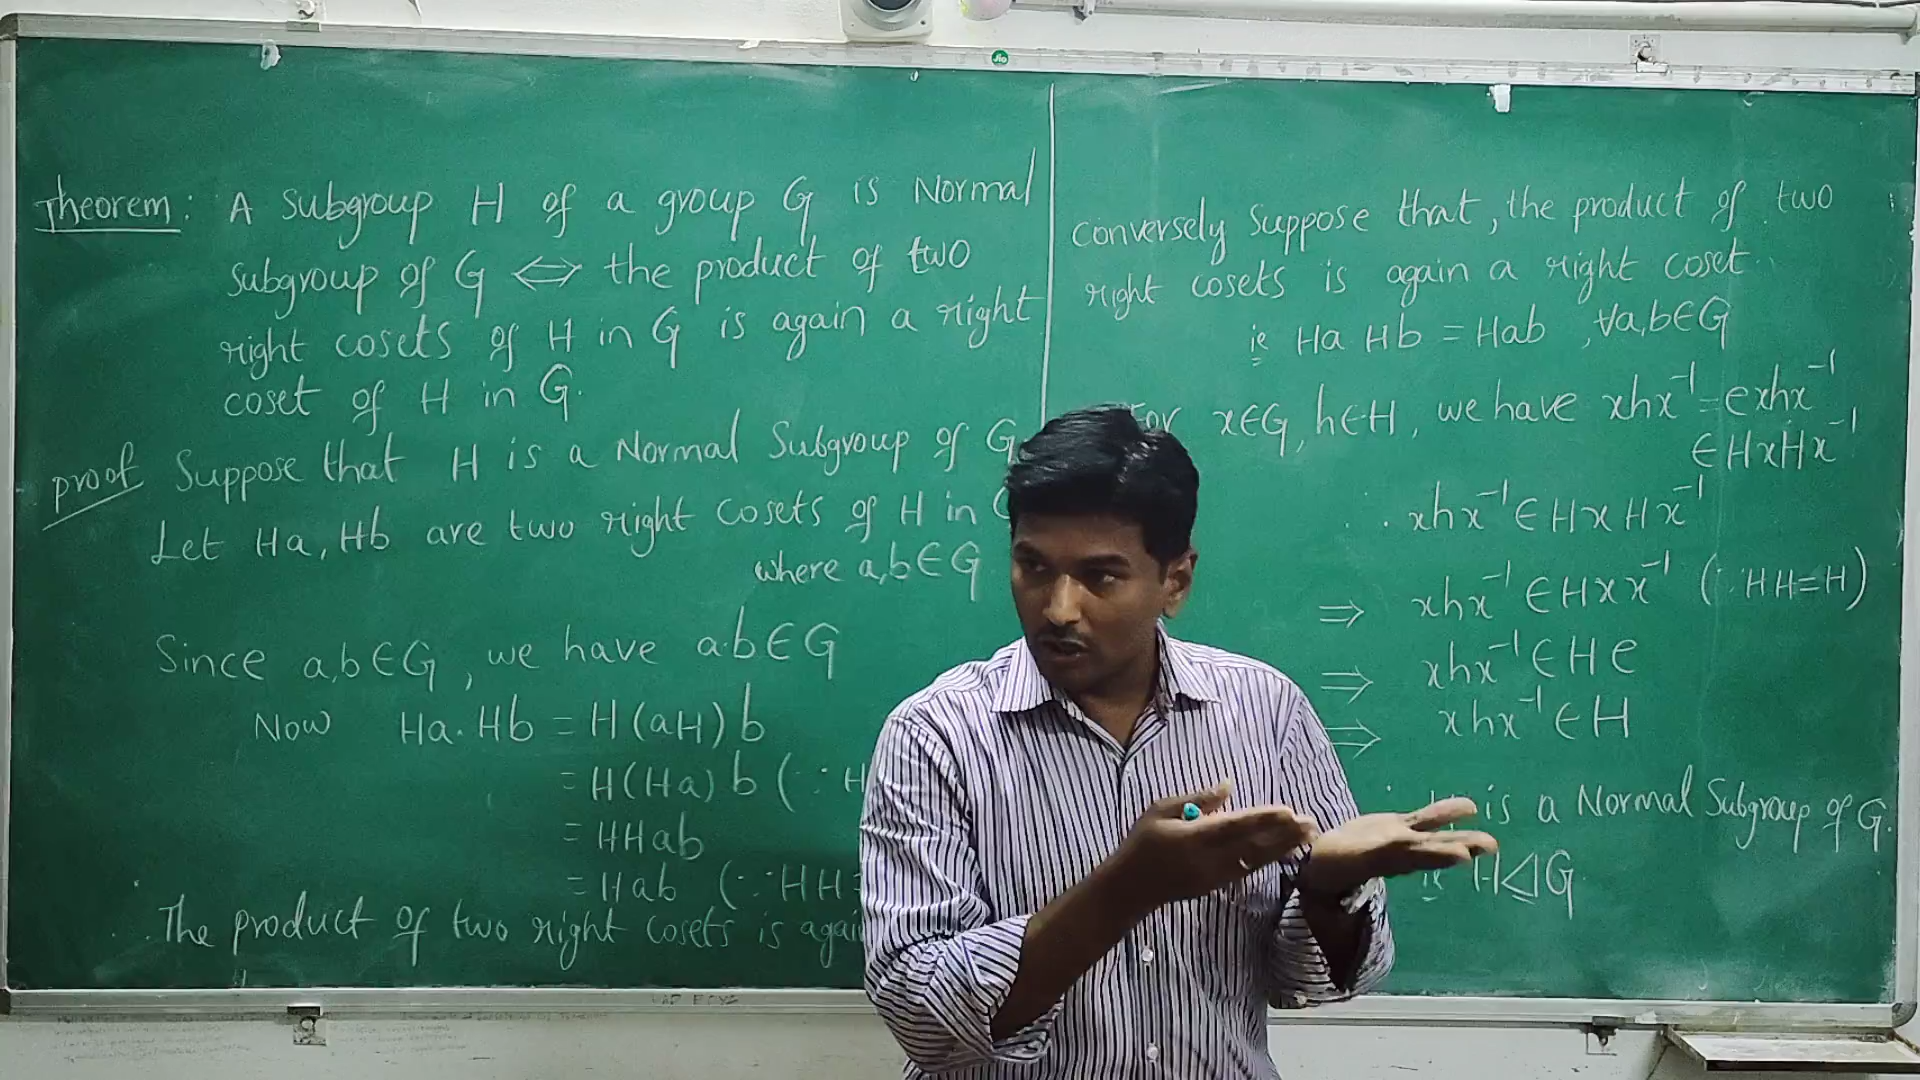 Theorem: A Subgroup H of a group G is Normal
subgroup of G ⇔ the product of two
right cosets of H in G is again a right
coset of H in G.
proof Suppose that H is a Normal Subgroup of G
Let Ha, Hb are two right cosets of H in
where a,b∈G
Since a,b∈G, we have a·b∈G
Now Ha·Hb = H(aH)b
= H(Ha)b (∵ H
= HHab
= Hab (∵ HH=
∴ The product of two right cosets is again
Conversely suppose that, the product of two
right cosets is again a right coset.
ie Ha Hb = Hab, ∀a,b∈G
For x∈G, h∈H, we have xhx⁻¹ = exhx⁻¹
∈HxHx⁻¹
∴ xhx⁻¹∈HxHx⁻¹
⇒ xhx⁻¹∈Hxx⁻¹ (∵ HH=H)
⇒ xhx⁻¹∈He
⇒ xhx⁻¹∈H
∴ is a Normal Subgroup of G.
ie H⊴G
Jio